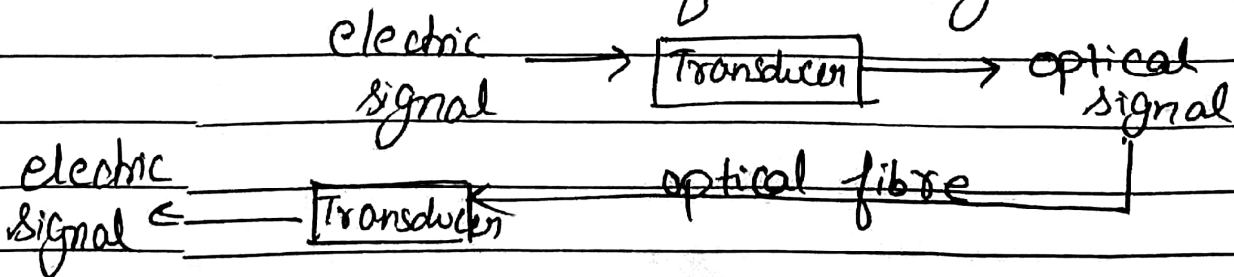 electric → Transducer → optical
signal signal
electric optical fibre
signal ← Transducer